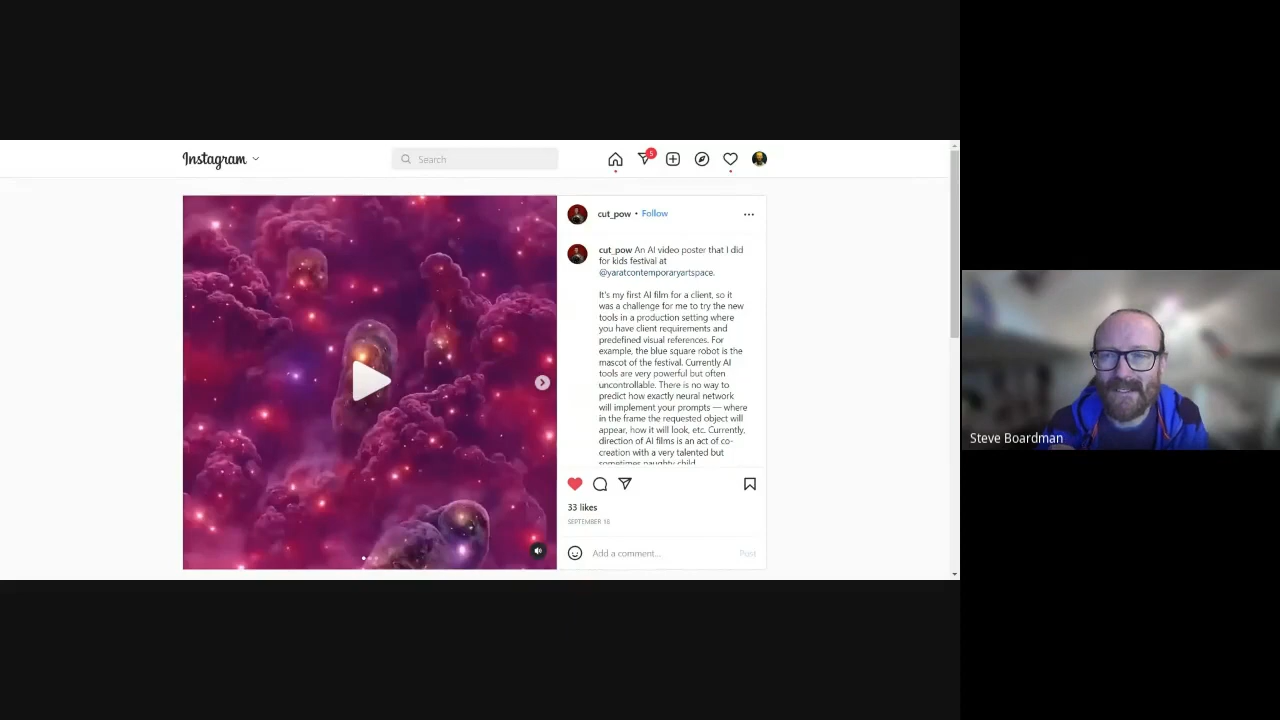 Instagram
Search
5
cut_pow • Follow
cut_pow An AI video poster that I did
for kids festival at
@yaratcontemporaryartspace.
It's my first AI film for a client, so it
was a challenge for me to try the new
tools in a production setting where
you have client requirements and
predefined visual references. For
example, the blue square robot is the
mascot of the festival. Currently AI
tools are very powerful but often
uncontrollable. There is no way to
predict how exactly neural network
will implement your prompts — where
in the frame the requested object will
appear, how it will look, etc. Currently,
direction of AI films is an act of co-
creation with a very talented but
sometimes naughty child
33 likes
SEPTEMBER 18
Add a comment...
Post
Steve Boardman